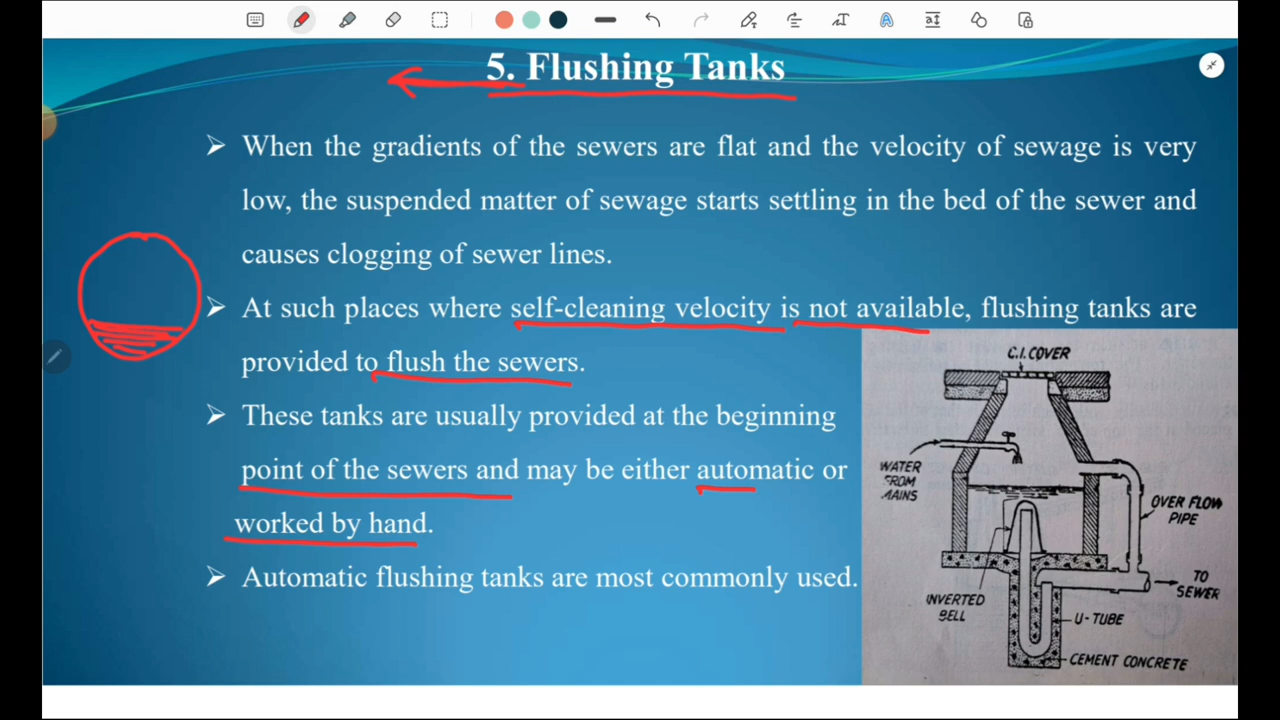 5. Flushing Tanks
➢ When the gradients of the sewers are flat and the velocity of sewage is very
low, the suspended matter of sewage starts settling in the bed of the sewer and
causes clogging of sewer lines.
➢ At such places where self-cleaning velocity is not available, flushing tanks are
provided to flush the sewers.
➢ These tanks are usually provided at the beginning
point of the sewers and may be either automatic or
worked by hand.
➢ Automatic flushing tanks are most commonly used.
C.I. COVER
WATER
FROM
MAINS
OVER FLOW
PIPE
TO
SEWER
INVERTED
BELL
U-TUBE
CEMENT CONCRETE